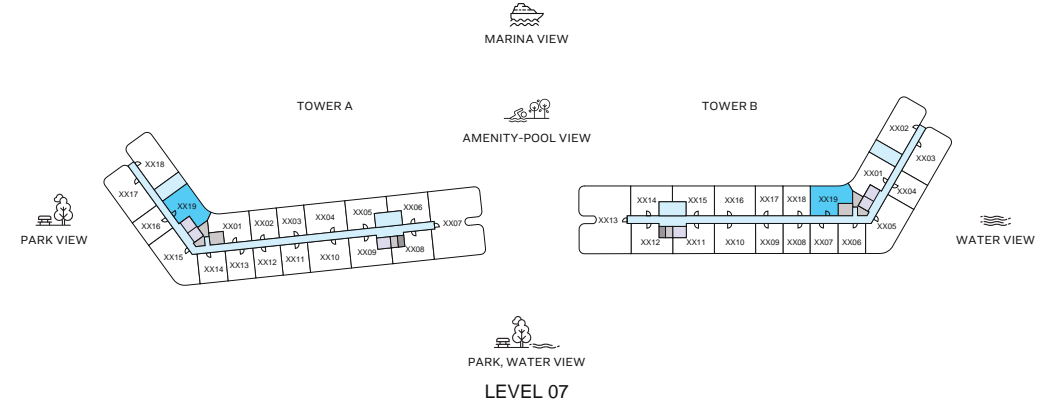 MARINA VIEW
TOWER A
TOWER B
AMENITY-POOL VIEW
XX18
XX17
XX19
XX16
XX15
XX01
XX02
XX03
XX04
XX05
XX06
XX07
XX14
XX13
XX12
XX11
XX10
XX09
XX08
XX02
XX03
XX01
XX04
XX14
XX15
XX16
XX17
XX18
XX19
XX13
XX05
XX12
XX11
XX10
XX09
XX08
XX07
XX06
PARK VIEW
WATER VIEW
PARK, WATER VIEW
LEVEL 07